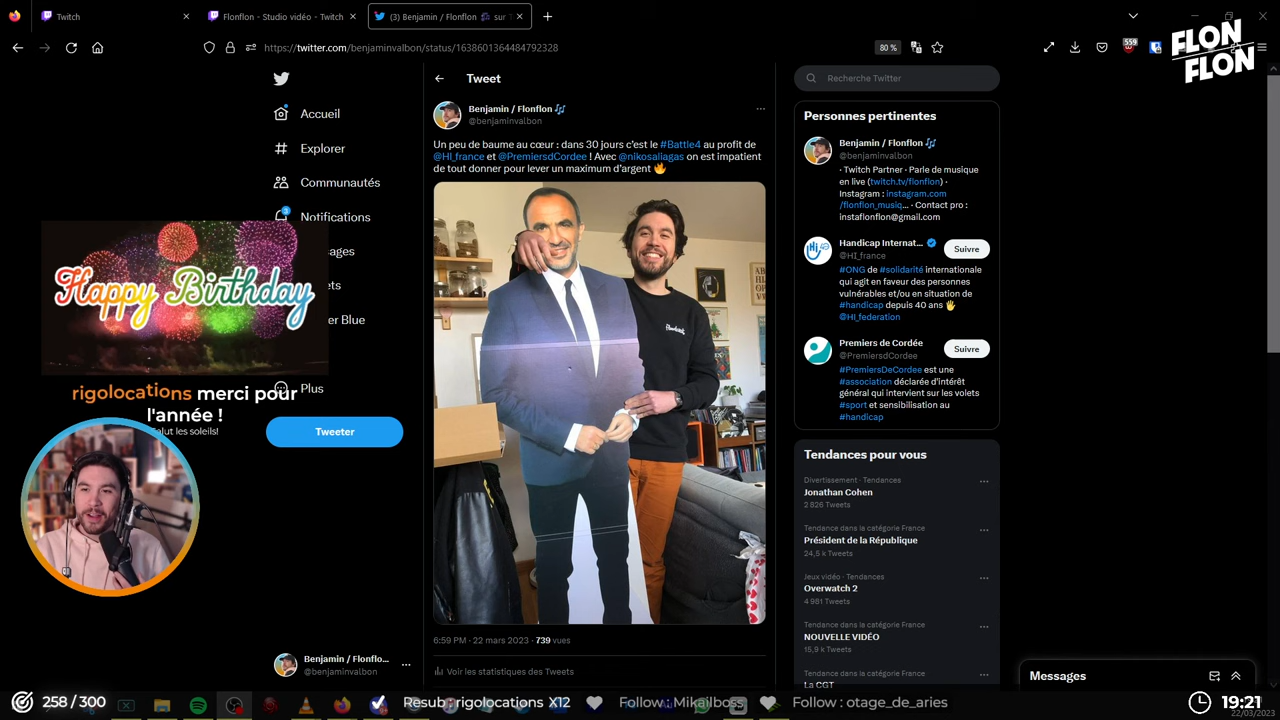 Twitch
Flonflon - Studio vidéo - Twitch
(3) Benjamin / Flonflon 🎶 sur T
https://twitter.com/benjaminvalbon/status/1638601364484792328
80 %
559
FLON
FLON
Tweet
Recherche Twitter
Accueil
Explorer
Communautés
3
Notifications
sages
ets
er Blue
Plus
Tweeter
Happy Birthday
rigolocations merci pour
l'année !
Salut les soleils!
Benjamin / Flonflon 🎶
@benjaminvalbon
Un peu de baume au cœur : dans 30 jours c'est le #Battle4 au profit de
@HI_france et @PremiersdCordee ! Avec @nikosaliagas on est impatient
de tout donner pour lever un maximum d'argent 🔥
6:59 PM · 22 mars 2023 · 739 vues
Voir les statistiques des Tweets
Personnes pertinentes
Benjamin / Flonflon 🎶
@benjaminvalbon
· Twitch Partner · Parle de musique
en live (twitch.tv/flonflon) ·
Instagram : instagram.com
/flonflon_musiq... · Contact pro :
instaflonflon@gmail.com
Handicap Internat...
@HI_france
Suivre
#ONG de #solidarité internationale
qui agit en faveur des personnes
vulnérables et/ou en situation de
#handicap depuis 40 ans 🖐
@HI_federation
Premiers de Cordée
@PremiersdCordee
Suivre
#PremiersDeCordee est une
#association déclarée d'intérêt
général qui intervient sur les volets
#sport et sensibilisation au
#handicap
Tendances pour vous
Divertissement · Tendances
Jonathan Cohen
2 826 Tweets
Tendance dans la catégorie France
Président de la République
24,5 k Tweets
Jeux vidéo · Tendances
Overwatch 2
4 981 Tweets
Tendance dans la catégorie France
NOUVELLE VIDÉO
15,9 k Tweets
Tendance dans la catégorie France
La CGT
Benjamin / Flonflo...
@benjaminvalbon
Messages
258 / 300
Resub : rigolocations X12
Follow : Mikailboss
Follow : otage_de_aries
19:21
22/03/2023